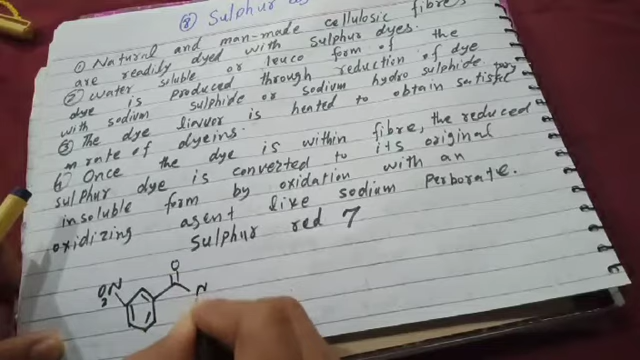 ⑧ Sulphur
① Natural and man-made cellulosic fibres
are readily dyed with Sulphur dyes.
② Water soluble or leuco form of the
dye is produced through reduction of dye
with sodium sulphide or sodium hydro sulphide
③ The dye liquor is heated to obtain satisfactory
rate of dyeing.
Once the dye is within fibre, the reduced
sulphur dye is converted to its original
insoluble form by oxidation with an
oxidizing agent like sodium perborate.
Sulphur red 7
O
O₃N
N